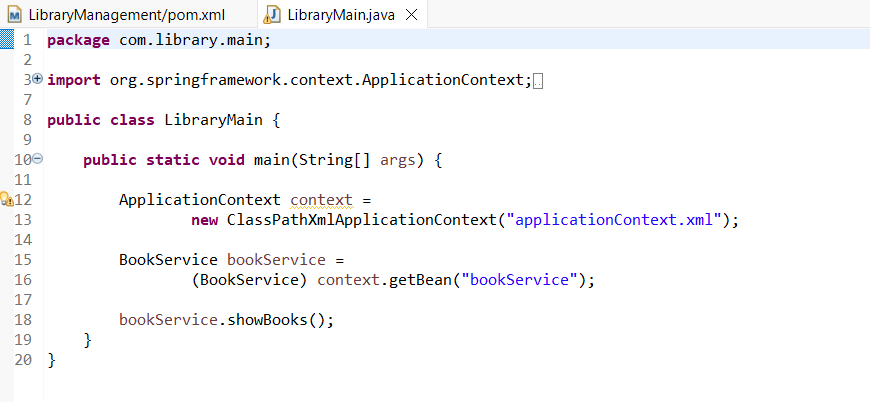 LibraryManagement/pom.xml LibraryMain.java
1 package com.library.main;
2
3 import org.springframework.context.ApplicationContext;
7
8 public class LibraryMain {
9
10 public static void main(String[] args) {
11
12 ApplicationContext context =
13 new ClassPathXmlApplicationContext("applicationContext.xml");
14
15 BookService bookService =
16 (BookService) context.getBean("bookService");
17
18 bookService.showBooks();
19 }
20 }